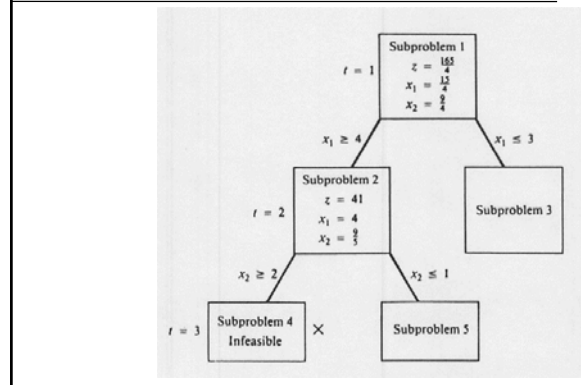 Subproblem 1
t = 1
z = 165/4
x₁ = 15/4
x₂ = 9/4
x₁ ≥ 4
x₁ ≤ 3
Subproblem 2
t = 2
z = 41
x₁ = 4
x₂ = 9/5
Subproblem 3
x₂ ≥ 2
x₂ ≤ 1
t = 3
Subproblem 4
Infeasible
×
Subproblem 5